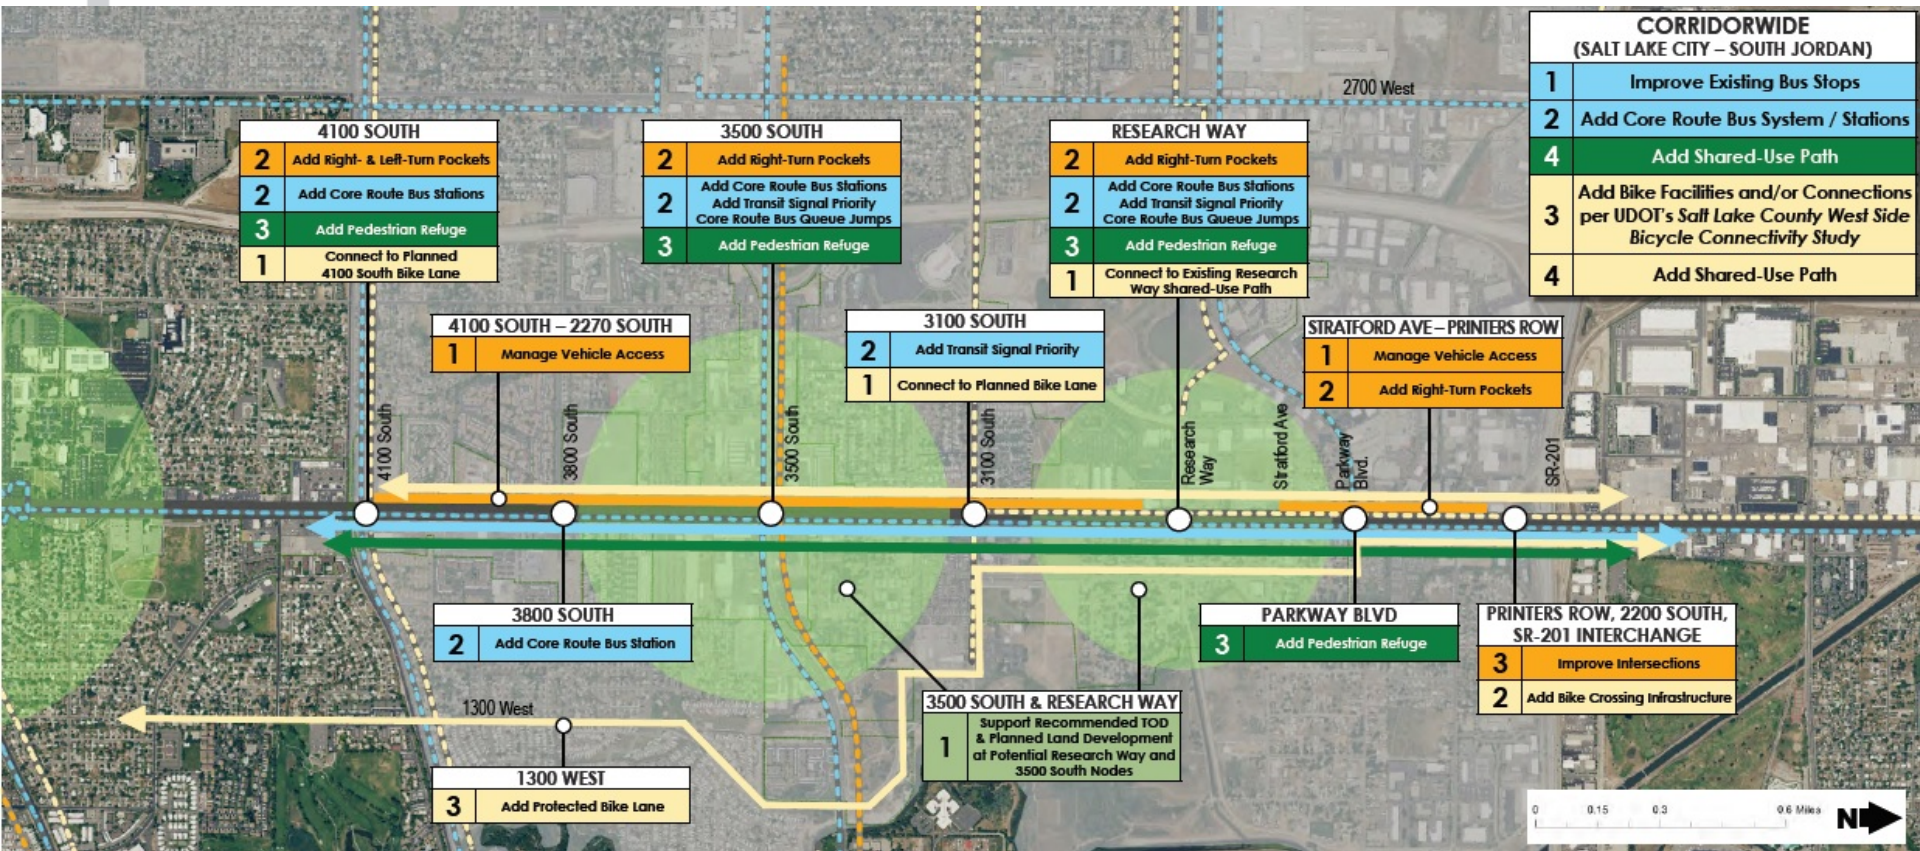 CORRIDORWIDE
(SALT LAKE CITY – SOUTH JORDAN)
1 Improve Existing Bus Stops
2 Add Core Route Bus System / Stations
4 Add Shared-Use Path
3 Add Bike Facilities and/or Connections
per UDOT's Salt Lake County West Side
Bicycle Connectivity Study
4 Add Shared-Use Path
2700 West
4100 SOUTH
2 Add Right- & Left-Turn Pockets
2 Add Core Route Bus Stations
3 Add Pedestrian Refuge
1 Connect to Planned
4100 South Bike Lane
3500 SOUTH
2 Add Right-Turn Pockets
2 Add Core Route Bus Stations
Add Transit Signal Priority
Core Route Bus Queue Jumps
3 Add Pedestrian Refuge
RESEARCH WAY
2 Add Right-Turn Pockets
2 Add Core Route Bus Stations
Add Transit Signal Priority
Core Route Bus Queue Jumps
3 Add Pedestrian Refuge
1 Connect to Existing Research
Way Shared-Use Path
4100 SOUTH – 2270 SOUTH
1 Manage Vehicle Access
3100 SOUTH
2 Add Transit Signal Priority
1 Connect to Planned Bike Lane
STRATFORD AVE – PRINTERS ROW
1 Manage Vehicle Access
2 Add Right-Turn Pockets
4100 South
3800 South
3500 South
3100 South
Research
Way
Stratford Ave
Parkway
Blvd.
SR-201
3800 SOUTH
2 Add Core Route Bus Station
PARKWAY BLVD
3 Add Pedestrian Refuge
PRINTERS ROW, 2200 SOUTH,
SR-201 INTERCHANGE
3 Improve Intersections
2 Add Bike Crossing Infrastructure
3500 SOUTH & RESEARCH WAY
1 Support Recommended TOD
& Planned Land Development
at Potential Research Way and
3500 South Nodes
1300 West
1300 WEST
3 Add Protected Bike Lane
0 0.15 0.3 0.6 Miles
N